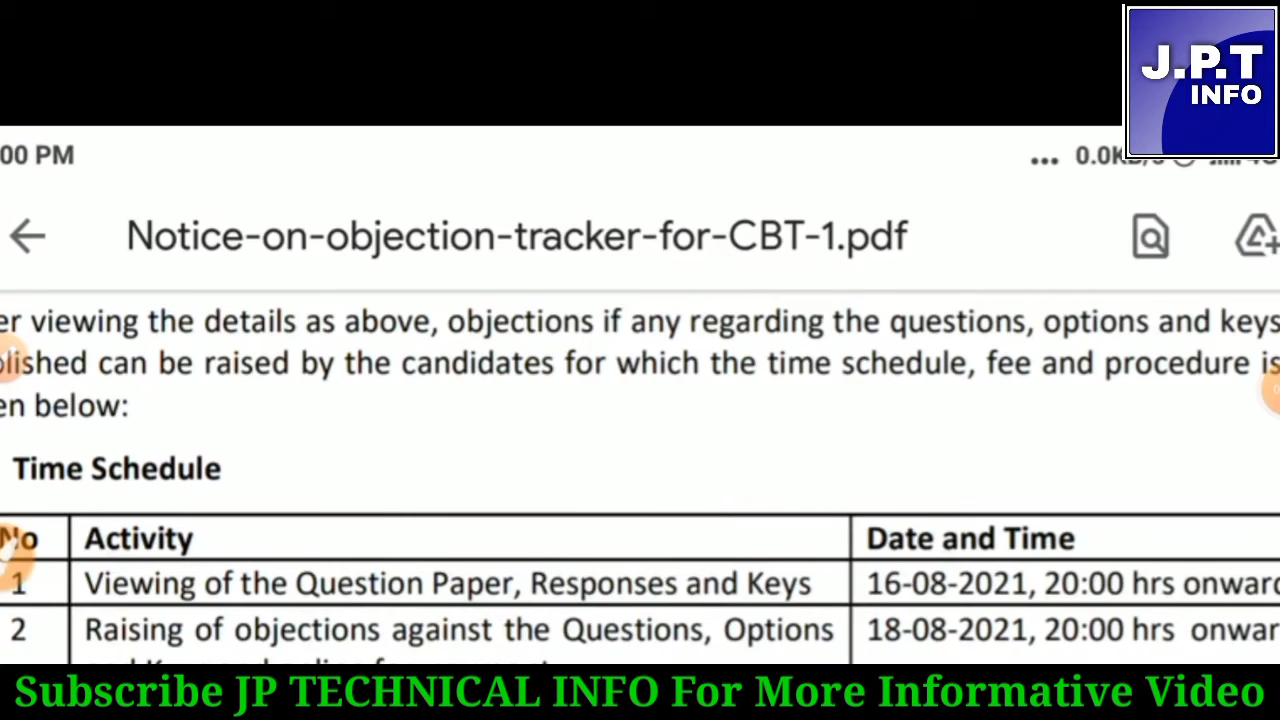 J.P.T
INFO
00 PM
Notice-on-objection-tracker-for-CBT-1.pdf
er viewing the details as above, objections if any regarding the questions, options and keys
lished can be raised by the candidates for which the time schedule, fee and procedure is
en below:
Time Schedule
No Activity Date and Time
1 Viewing of the Question Paper, Responses and Keys 16-08-2021, 20:00 hrs onward
2 Raising of objections against the Questions, Options 18-08-2021, 20:00 hrs onwar
Subscribe JP TECHNICAL INFO For More Informative Video